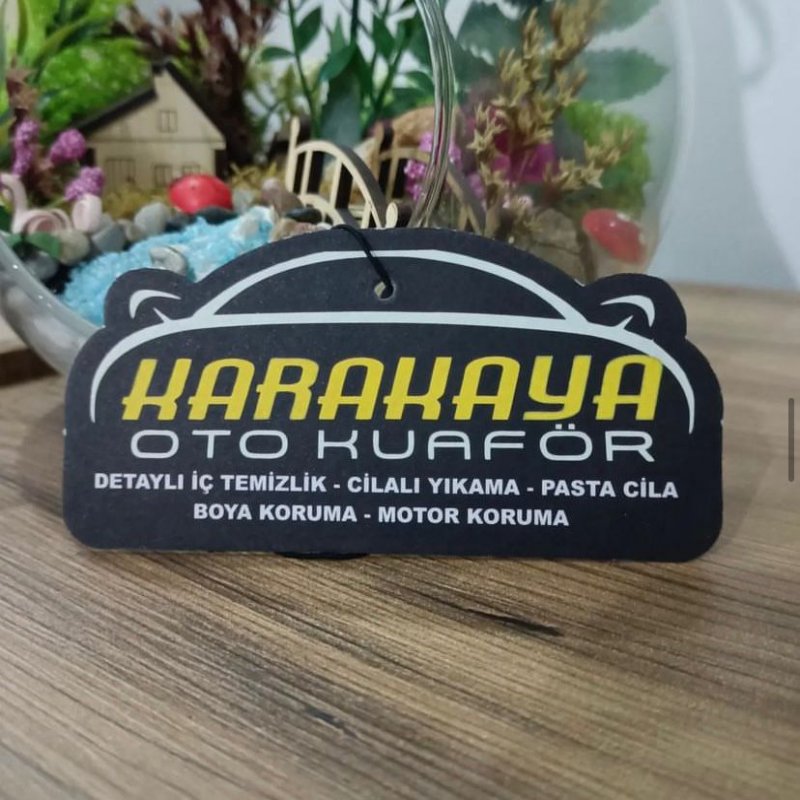 KARAKAYA
OTO KUAFÖR
DETAYLI İÇ TEMİZLİK - CİLALI YIKAMA - PASTA CİLA
BOYA KORUMA - MOTOR KORUMA